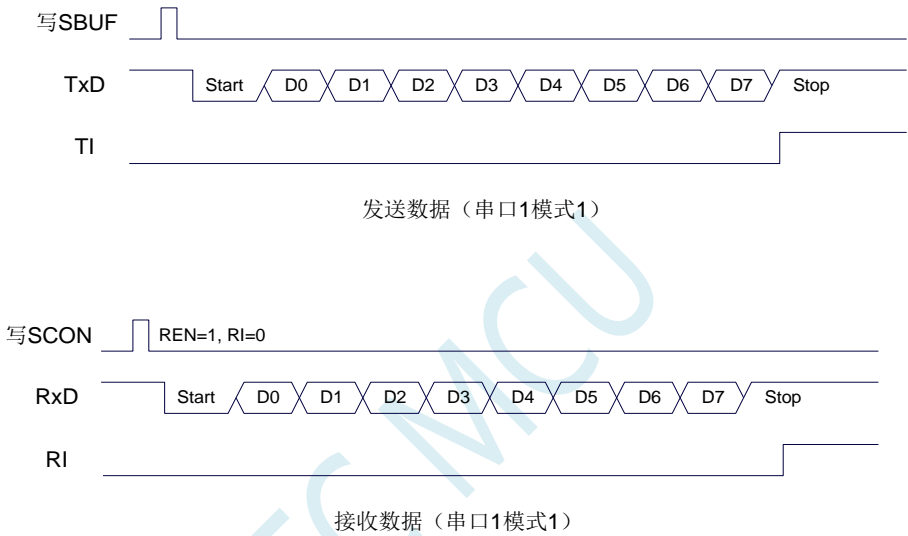 写SBUF
TxD Start D0 D1 D2 D3 D4 D5 D6 D7 Stop
TI
发送数据（串口1模式1）
写SCON REN=1, RI=0
RxD Start D0 D1 D2 D3 D4 D5 D6 D7 Stop
RI
接收数据（串口1模式1）
MCU